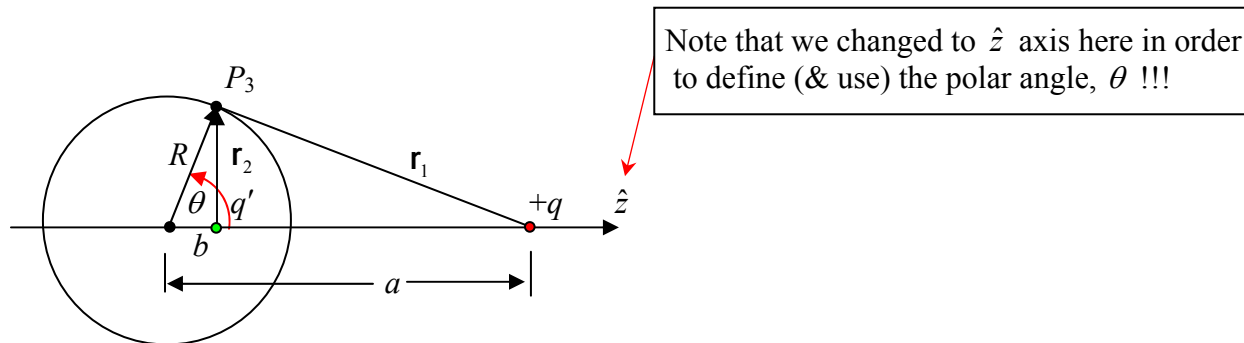 Note that we changed to ẑ axis here in order
to define (& use) the polar angle, θ !!!
P₃
R
r₂
r₁
θ
q′
+q
ẑ
b
a